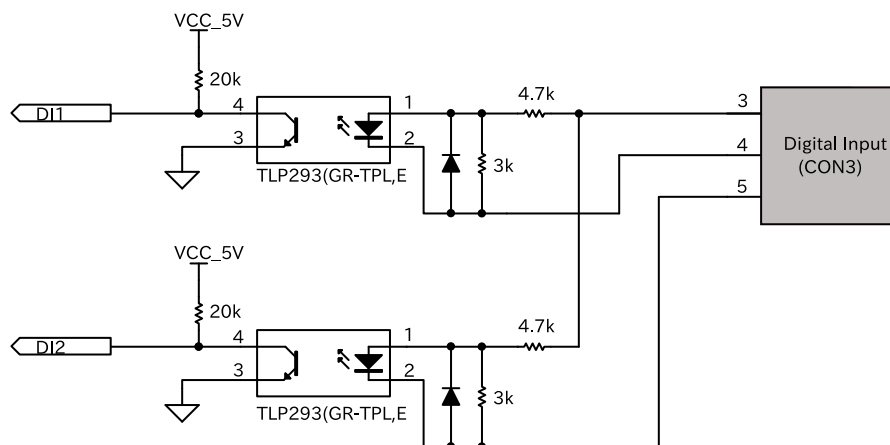 VCC_5V
20k
DI1
4
3
1
2
TLP293(GR-TPL,E
4.7k
3k
3
4
5
Digital Input
(CON3)
VCC_5V
20k
DI2
4
3
1
2
TLP293(GR-TPL,E
4.7k
3k